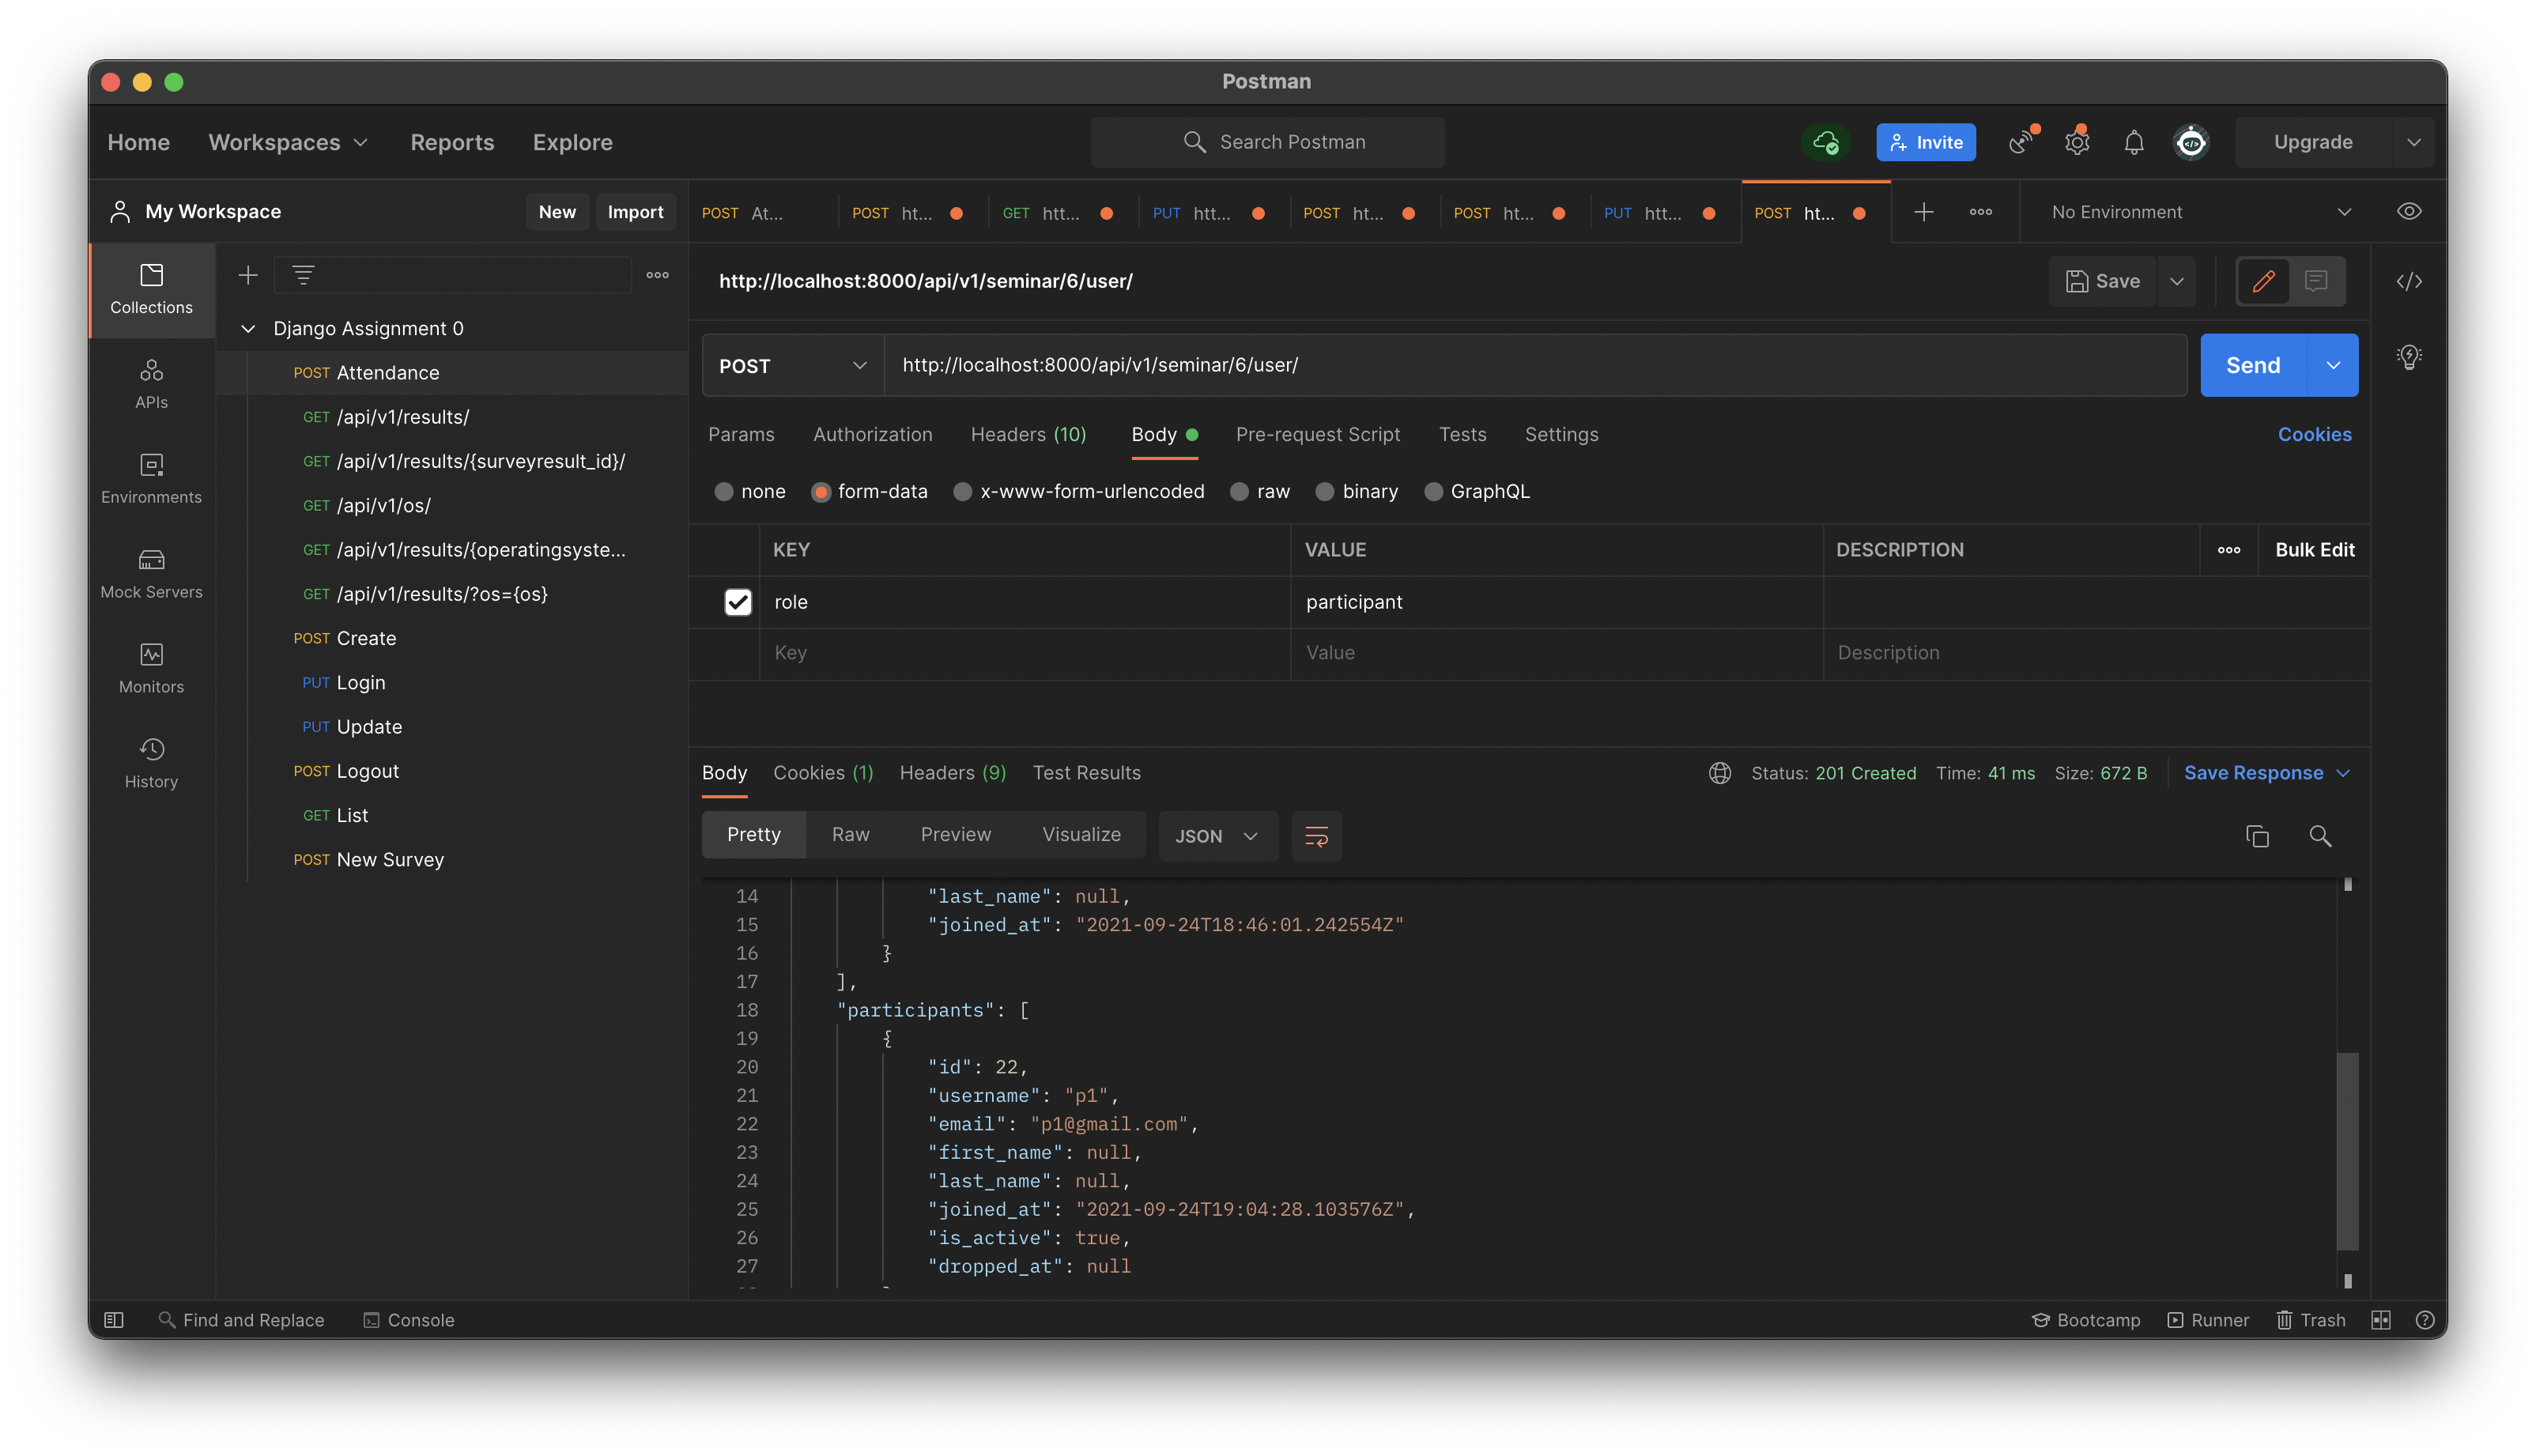 Postman
Home Workspaces Reports Explore Search Postman Invite Upgrade
My Workspace New Import
POST At... POST ht... GET htt... PUT htt... POST ht... POST ht... PUT htt... POST ht... No Environment
Collections
APIs
Environments
Mock Servers
Monitors
History
Django Assignment 0
POST Attendance
GET /api/v1/results/
GET /api/v1/results/{surveyresult_id}/
GET /api/v1/os/
GET /api/v1/results/{operatingsyste...
GET /api/v1/results/?os={os}
POST Create
PUT Login
PUT Update
POST Logout
GET List
POST New Survey
http://localhost:8000/api/v1/seminar/6/user/ Save
POST http://localhost:8000/api/v1/seminar/6/user/ Send
Params Authorization Headers (10) Body Pre-request Script Tests Settings Cookies
none form-data x-www-form-urlencoded raw binary GraphQL
KEY VALUE DESCRIPTION Bulk Edit
role participant
Key Value Description
Body Cookies (1) Headers (9) Test Results Status: 201 Created Time: 41 ms Size: 672 B Save Response
Pretty Raw Preview Visualize JSON
14 "last_name": null,
15 "joined_at": "2021-09-24T18:46:01.242554Z"
16 }
17 ],
18 "participants": [
19 {
20 "id": 22,
21 "username": "p1",
22 "email": "p1@gmail.com",
23 "first_name": null,
24 "last_name": null,
25 "joined_at": "2021-09-24T19:04:28.103576Z",
26 "is_active": true,
27 "dropped_at": null
Find and Replace Console Bootcamp Runner Trash